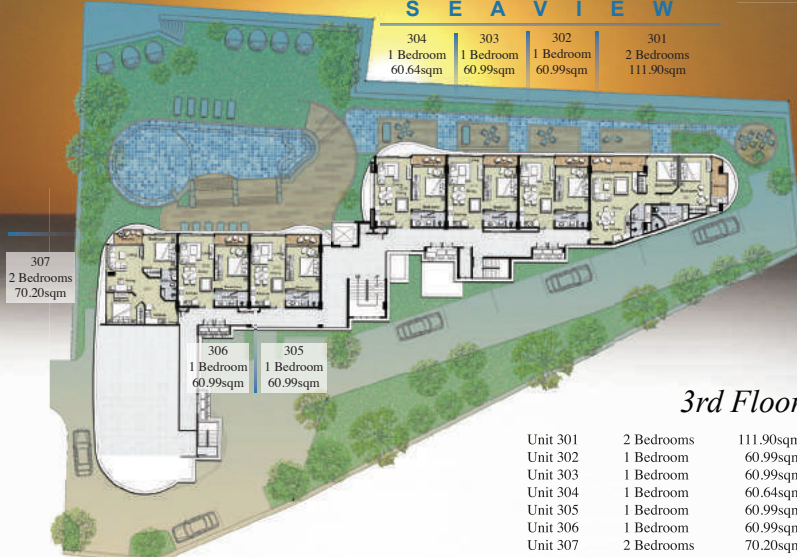 S E A V I E W
304
1 Bedroom
60.64sqm
303
1 Bedroom
60.99sqm
302
1 Bedroom
60.99sqm
301
2 Bedrooms
111.90sqm
307
2 Bedrooms
70.20sqm
306
1 Bedroom
60.99sqm
305
1 Bedroom
60.99sqm
3rd Floor
Unit 301 2 Bedrooms 111.90sqm
Unit 302 1 Bedroom 60.99sqm
Unit 303 1 Bedroom 60.99sqm
Unit 304 1 Bedroom 60.64sqm
Unit 305 1 Bedroom 60.99sqm
Unit 306 1 Bedroom 60.99sqm
Unit 307 2 Bedrooms 70.20sqm